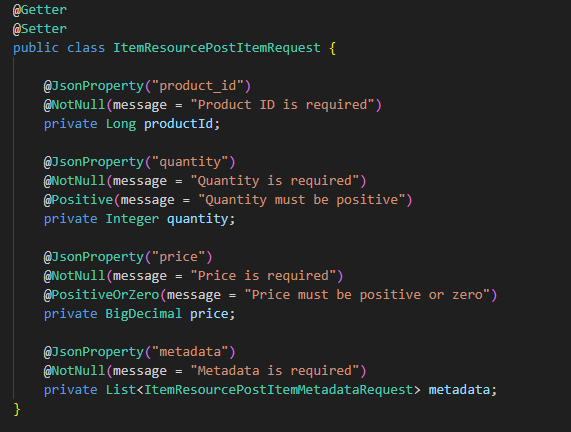 @Getter
@Setter
public class ItemResourcePostItemRequest {
@JsonProperty("product_id")
@NotNull(message = "Product ID is required")
private Long productId;
@JsonProperty("quantity")
@NotNull(message = "Quantity is required")
@Positive(message = "Quantity must be positive")
private Integer quantity;
@JsonProperty("price")
@NotNull(message = "Price is required")
@PositiveOrZero(message = "Price must be positive or zero")
private BigDecimal price;
@JsonProperty("metadata")
@NotNull(message = "Metadata is required")
private List<ItemResourcePostItemMetadataRequest> metadata;
}